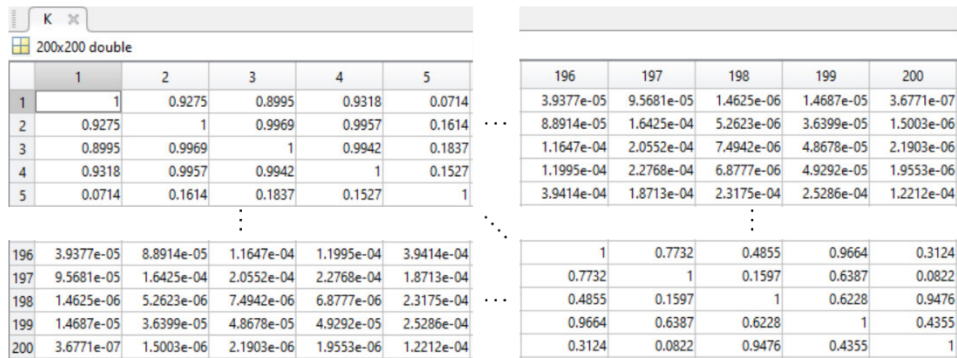 K
200x200 double
1 2 3 4 5 196 197 198 199 200
1 1 0.9275 0.8995 0.9318 0.0714 3.9377e-05 9.5681e-05 1.4625e-06 1.4687e-05 3.6771e-07
2 0.9275 1 0.9969 0.9957 0.1614 ... 8.8914e-05 1.6425e-04 5.2623e-06 3.6399e-05 1.5003e-06
3 0.8995 0.9969 1 0.9942 0.1837 1.1647e-04 2.0552e-04 7.4942e-06 4.8678e-05 2.1903e-06
4 0.9318 0.9957 0.9942 1 0.1527 1.1995e-04 2.2768e-04 6.8777e-06 4.9292e-05 1.9553e-06
5 0.0714 0.1614 0.1837 0.1527 1 3.9414e-04 1.8713e-04 2.3175e-04 2.5286e-04 1.2212e-04
⋮ ⋱ ⋮
196 3.9377e-05 8.8914e-05 1.1647e-04 1.1995e-04 3.9414e-04 1 0.7732 0.4855 0.9664 0.3124
197 9.5681e-05 1.6425e-04 2.0552e-04 2.2768e-04 1.8713e-04 0.7732 1 0.1597 0.6387 0.0822
198 1.4625e-06 5.2623e-06 7.4942e-06 6.8777e-06 2.3175e-04 ... 0.4855 0.1597 1 0.6228 0.9476
199 1.4687e-05 3.6399e-05 4.8678e-05 4.9292e-05 2.5286e-04 0.9664 0.6387 0.6228 1 0.4355
200 3.6771e-07 1.5003e-06 2.1903e-06 1.9553e-06 1.2212e-04 0.3124 0.0822 0.9476 0.4355 1